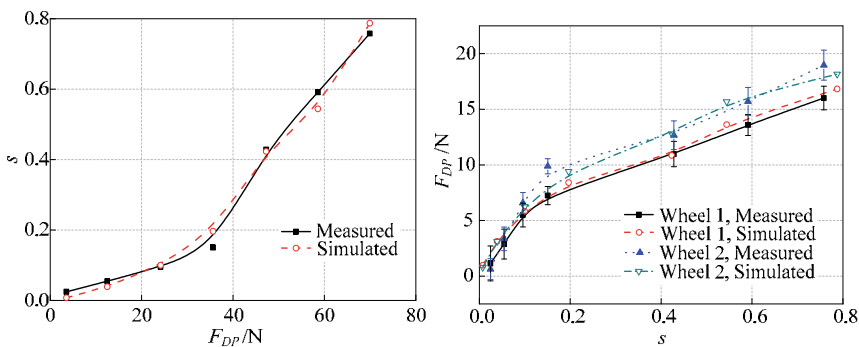 0.8
0.6
0.4
0.2
0.0
s
0 20 40 60 80
F_DP/N
Measured
Simulated
20
15
10
5
0
F_DP/N
0.0 0.2 0.4 0.6 0.8
s
Wheel 1, Measured
Wheel 1, Simulated
Wheel 2, Measured
Wheel 2, Simulated